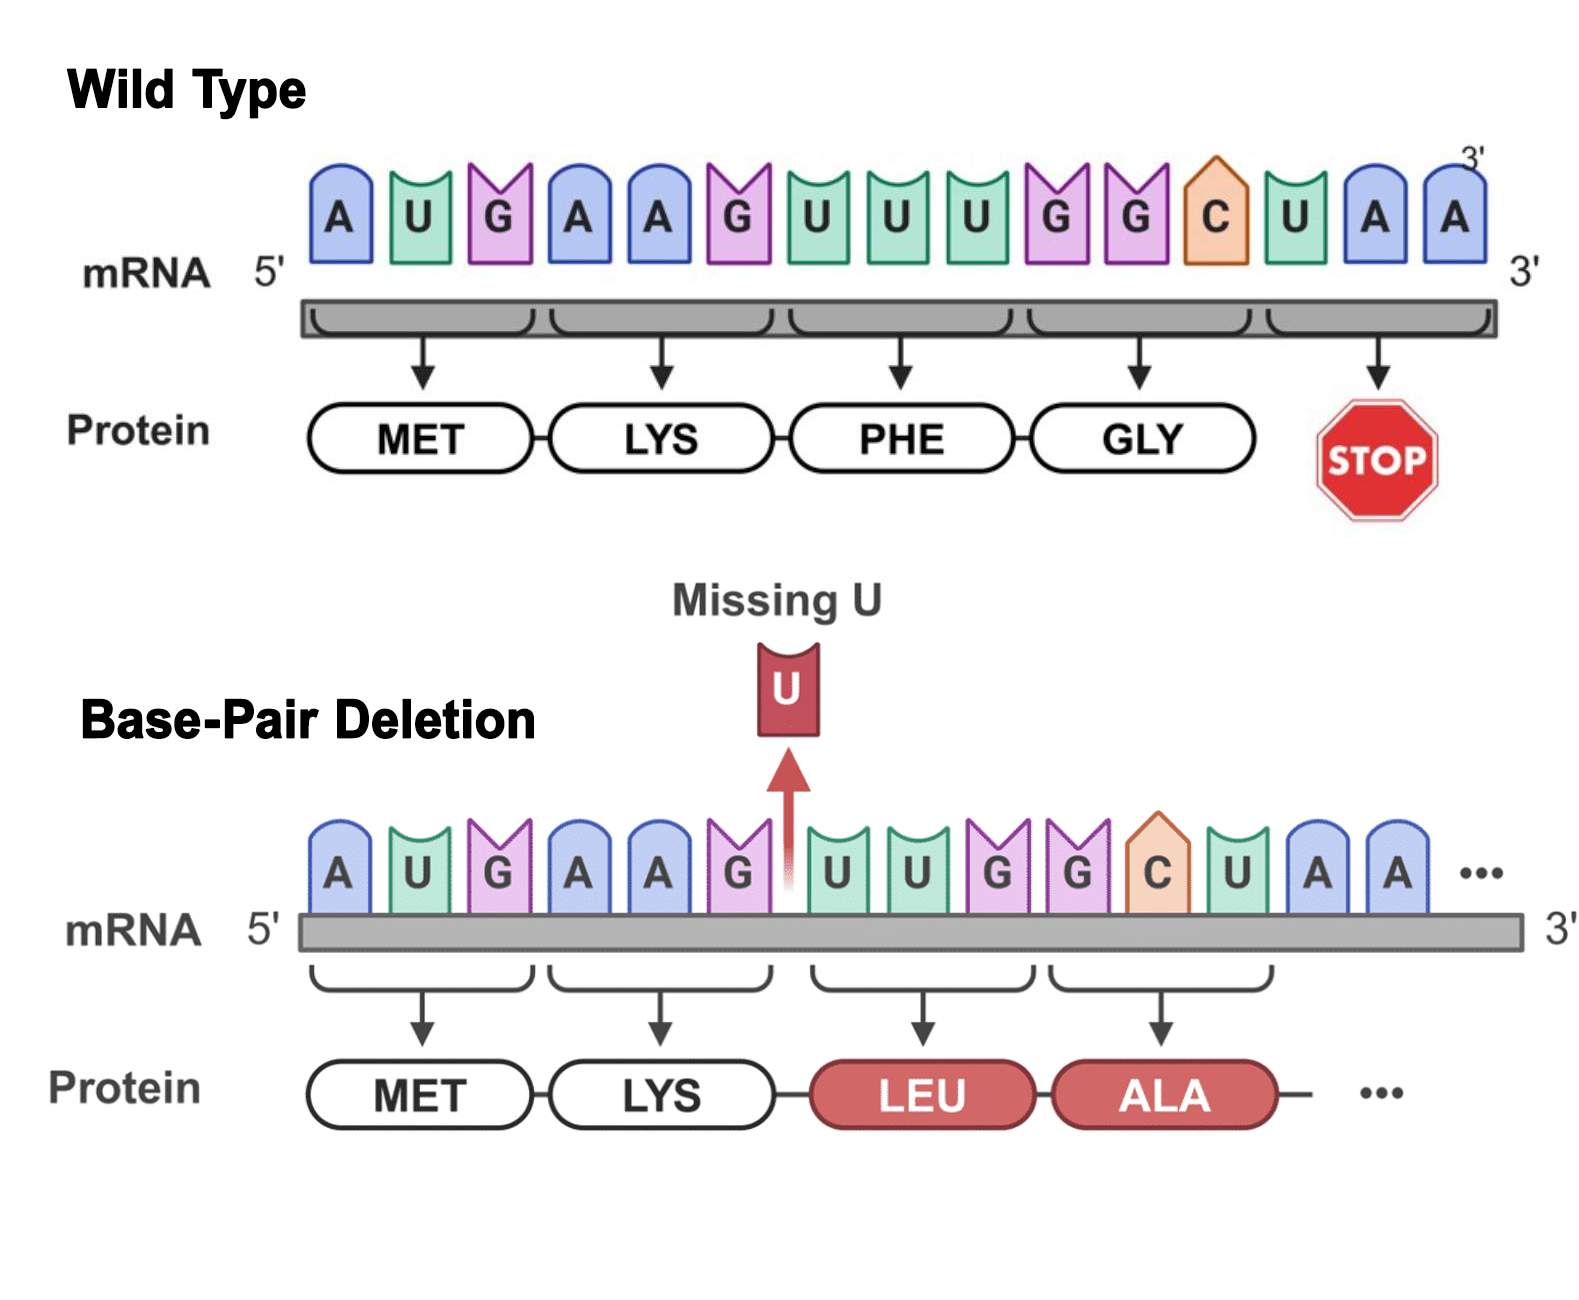 Wild Type
3'
A U G A A G U U U G G C U A A
mRNA 5' 3'
Protein MET LYS PHE GLY STOP
Missing U
U
Base-Pair Deletion
A U G A A G U U G G C U A A ...
mRNA 5' 3'
Protein MET LYS LEU ALA ...